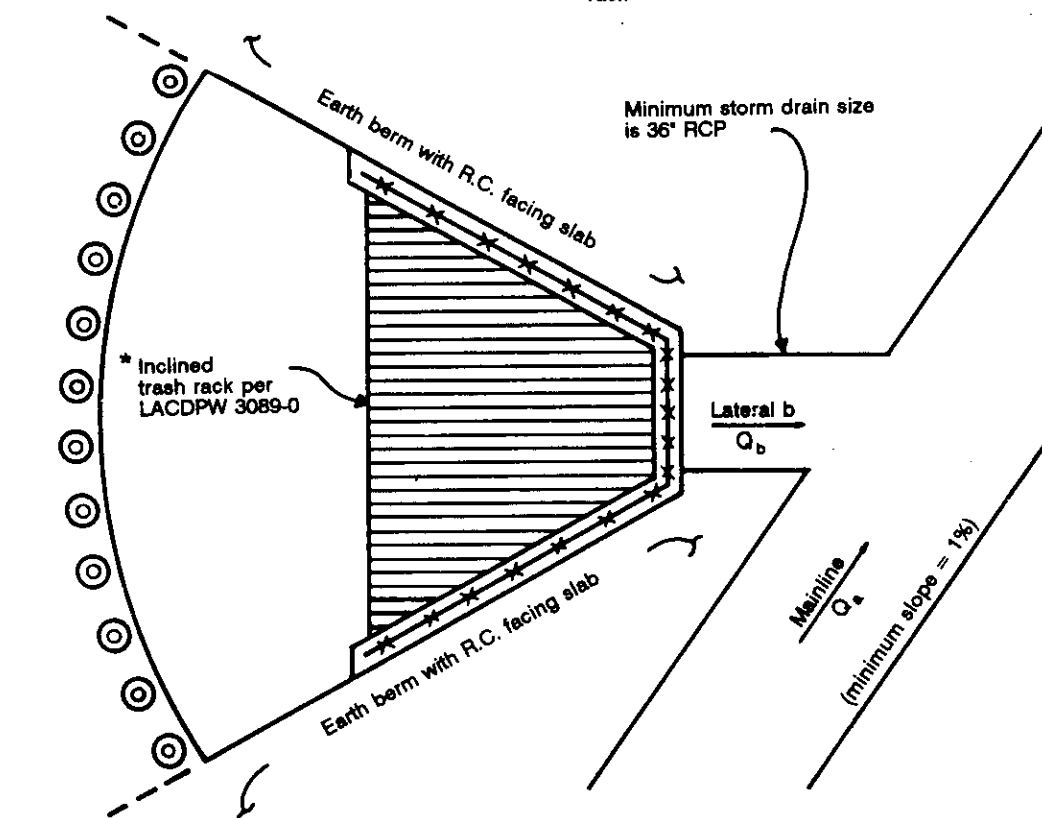 Earth berm with R.C. facing slab
Minimum storm drain size
is 36" RCP
* Inclined
trash rack per
LACDPW 3089-0
Lateral b
Q b
Mainline
Q a
(minimum slope = 1%)
Earth berm with R.C. facing slab